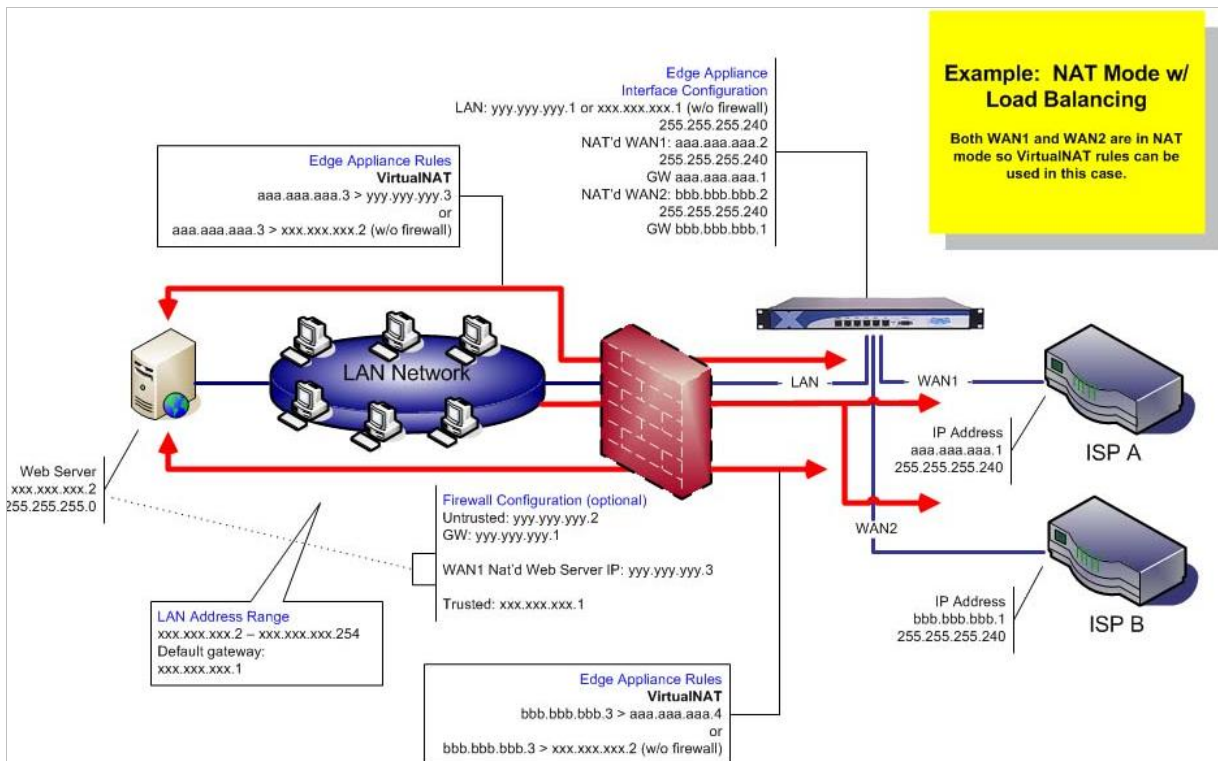 Example: NAT Mode w/
Load Balancing
Both WAN1 and WAN2 are in NAT
mode so VirtualNAT rules can be
used in this case.
Edge Appliance
Interface Configuration
LAN: yyy.yyy.yyy.1 or xxx.xxx.xxx.1 (w/o firewall)
255.255.255.240
NAT'd WAN1: aaa.aaa.aaa.2
255.255.255.240
GW aaa.aaa.aaa.1
NAT'd WAN2: bbb.bbb.bbb.2
255.255.255.240
GW bbb.bbb.bbb.1
Edge Appliance Rules
VirtualNAT
aaa.aaa.aaa.3 > yyy.yyy.yyy.3
or
aaa.aaa.aaa.3 > xxx.xxx.xxx.2 (w/o firewall)
LAN Network
LAN
WAN1
WAN2
IP Address
aaa.aaa.aaa.1
255.255.255.240
ISP A
Web Server
xxx.xxx.xxx.2
255.255.255.0
Firewall Configuration (optional)
Untrusted: yyy.yyy.yyy.2
GW: yyy.yyy.yyy.1
WAN1 Nat'd Web Server IP: yyy.yyy.yyy.3
Trusted: xxx.xxx.xxx.1
IP Address
bbb.bbb.bbb.1
255.255.255.240
ISP B
LAN Address Range
xxx.xxx.xxx.2 – xxx.xxx.xxx.254
Default gateway:
xxx.xxx.xxx.1
Edge Appliance Rules
VirtualNAT
bbb.bbb.bbb.3 > aaa.aaa.aaa.4
or
bbb.bbb.bbb.3 > xxx.xxx.xxx.2 (w/o firewall)